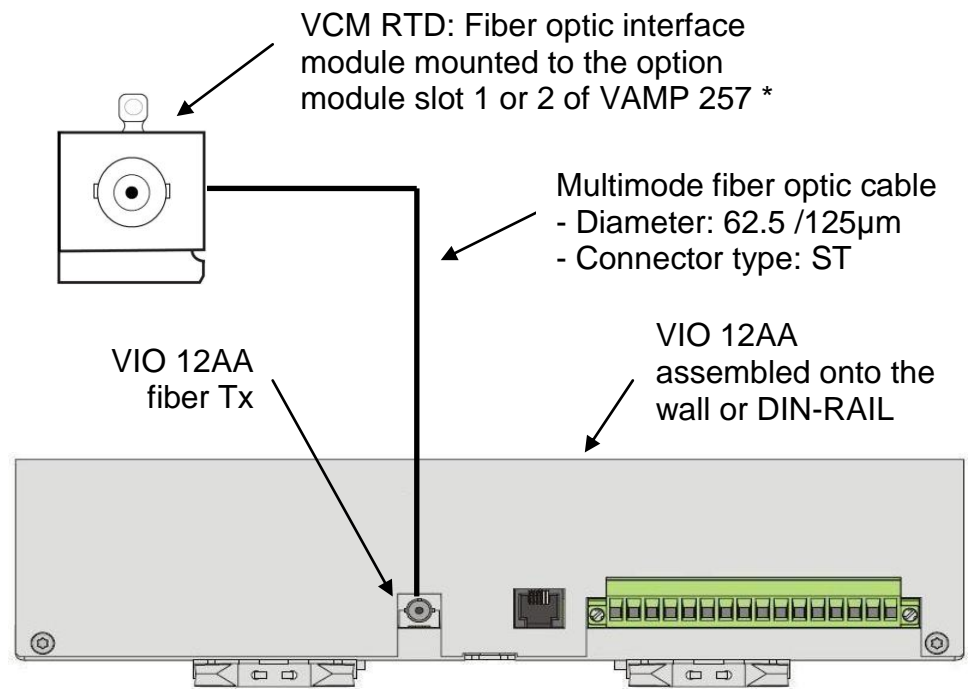 VCM RTD: Fiber optic interface
module mounted to the option
module slot 1 or 2 of VAMP 257 *
Multimode fiber optic cable
- Diameter: 62.5 /125µm
- Connector type: ST
VIO 12AA
fiber Tx
VIO 12AA
assembled onto the
wall or DIN-RAIL